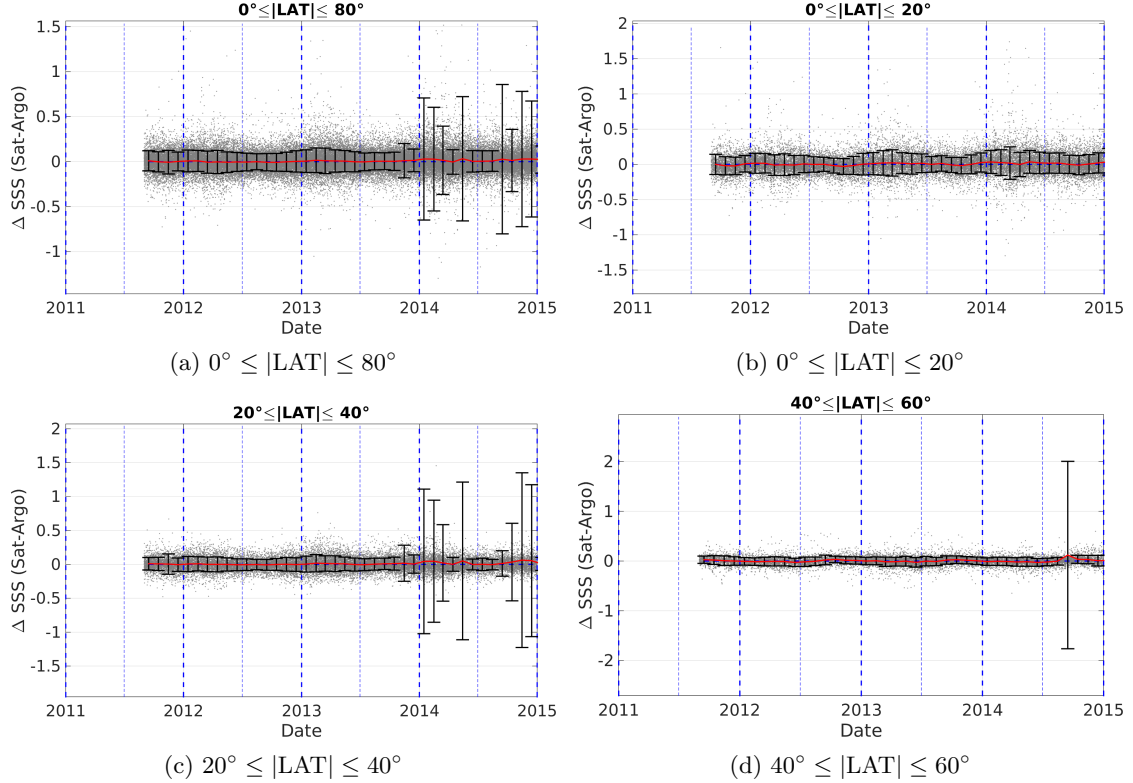 0°≤|LAT|≤ 80°
1.5
1
0.5
0
-0.5
-1
Δ SSS (Sat-Argo)
2011 2012 2013 2014 2015
Date
(a) 0° ≤ |LAT| ≤ 80°
0°≤|LAT|≤ 20°
2
1.5
1
0.5
0
-0.5
-1
-1.5
Δ SSS (Sat-Argo)
2011 2012 2013 2014 2015
Date
(b) 0° ≤ |LAT| ≤ 20°
20°≤|LAT|≤ 40°
2
1.5
1
0.5
0
-0.5
-1
-1.5
Δ SSS (Sat-Argo)
2011 2012 2013 2014 2015
Date
(c) 20° ≤ |LAT| ≤ 40°
40°≤|LAT|≤ 60°
2
1
0
-1
-2
Δ SSS (Sat-Argo)
2011 2012 2013 2014 2015
Date
(d) 40° ≤ |LAT| ≤ 60°